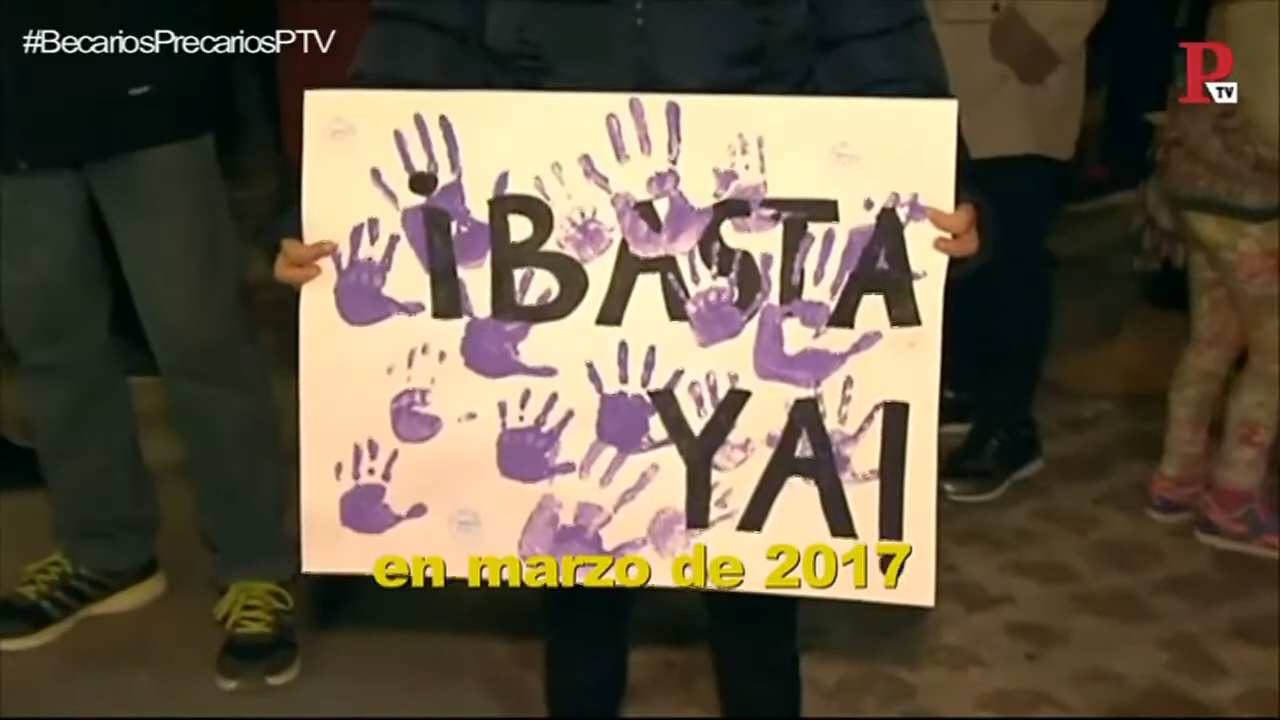 #BecariosPrecariosPTV
P
TV
¡BASTA
YA!
en marzo de 2017